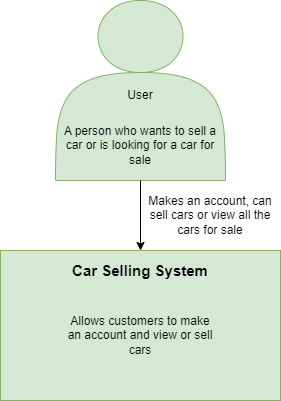 User
A person who wants to sell a
car or is looking for a car for
sale
Makes an account, can
sell cars or view all the
cars for sale
Car Selling System
Allows customers to make
an account and view or sell
cars